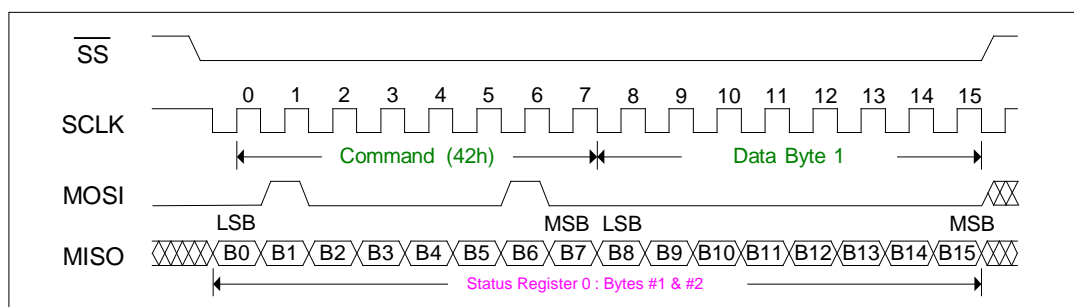 SS
0 1 2 3 4 5 6 7 8 9 10 11 12 13 14 15
SCLK
Command (42h) Data Byte 1
MOSI
LSB MSB LSB MSB
MISO B0 B1 B2 B3 B4 B5 B6 B7 B8 B9 B10 B11 B12 B13 B14 B15
Status Register 0 : Bytes #1 & #2